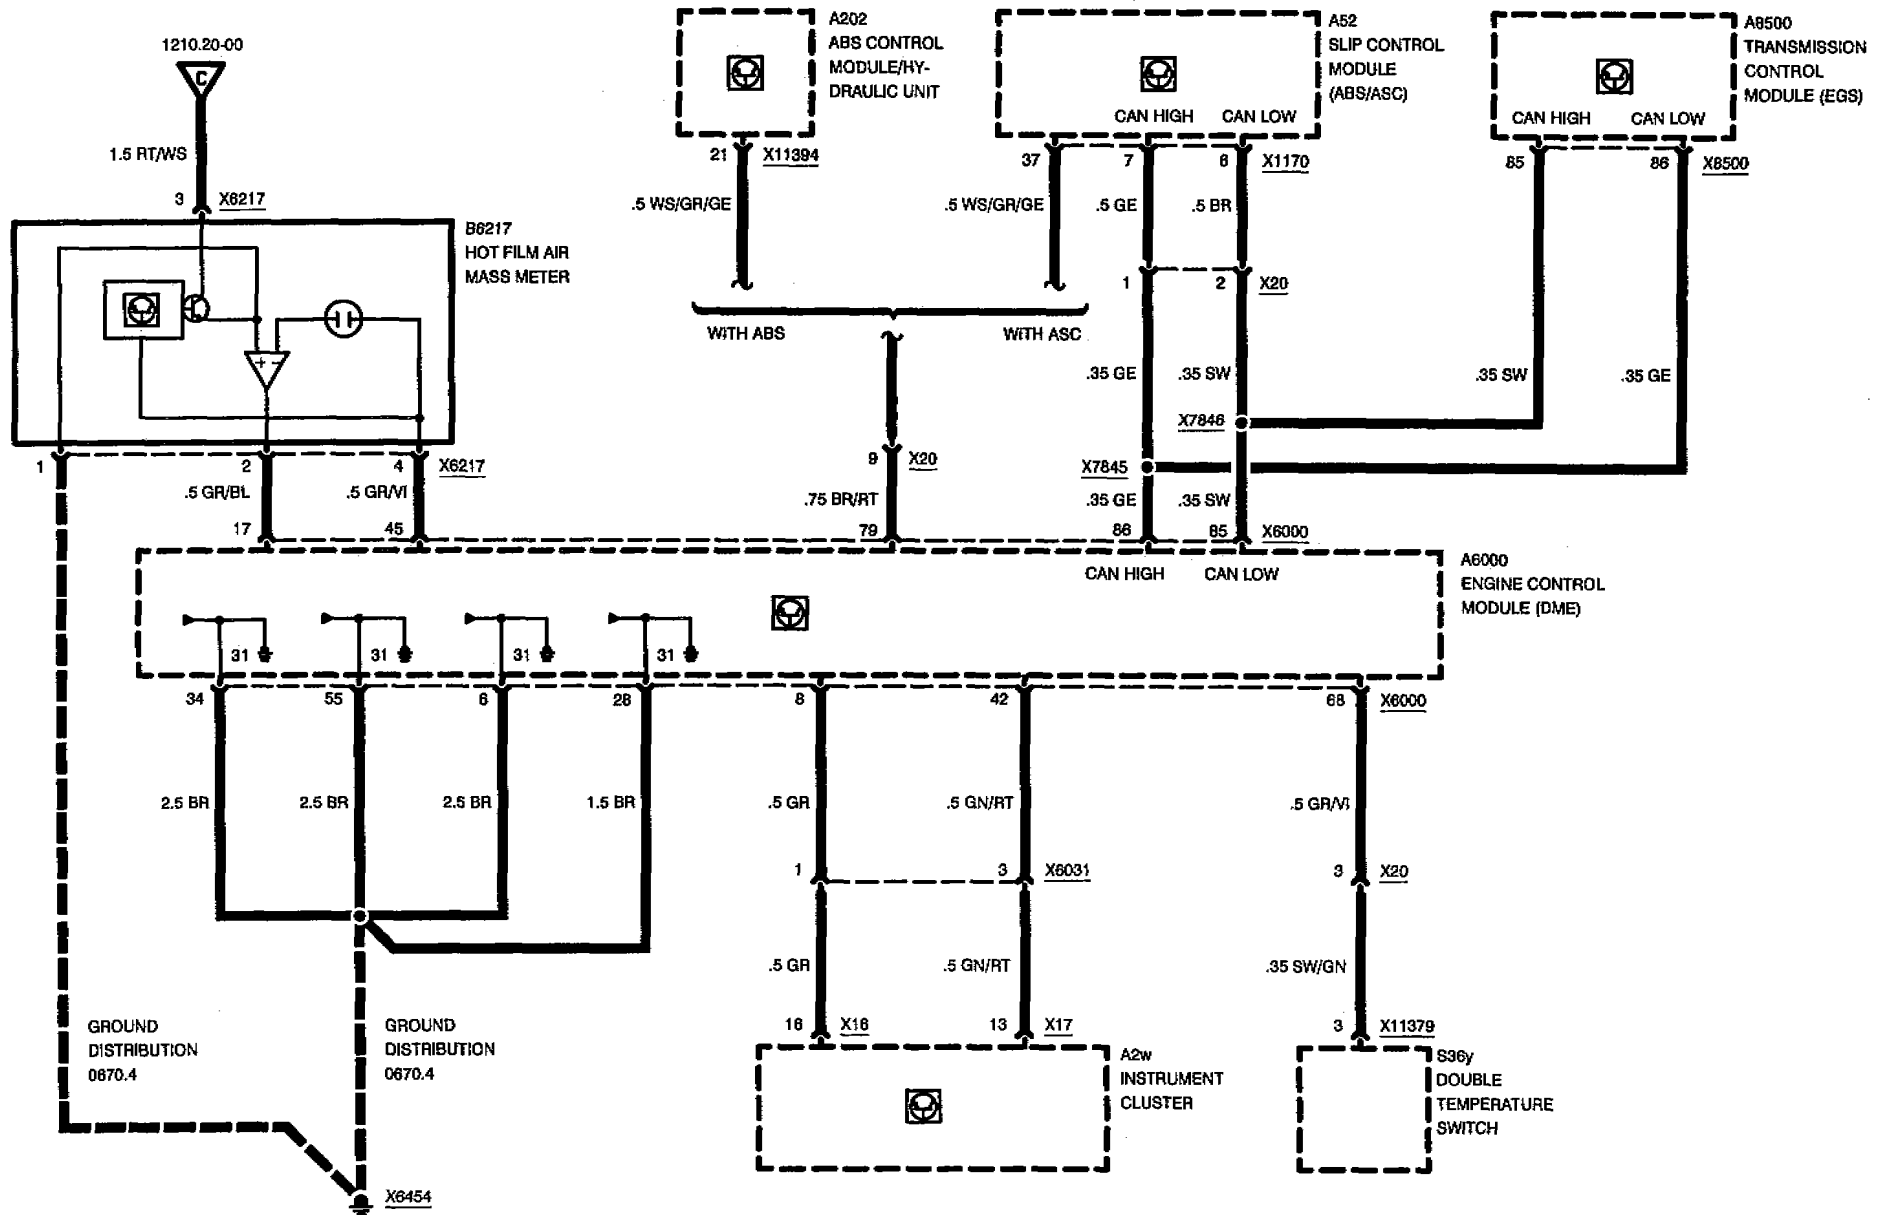 1210.20-00
C
1.5 RT/WS
3 X6217
B6217
HOT FILM AIR
MASS METER
+ -
1 2 4 X6217
.5 GR/BL .5 GR/VI
17 45
A202
ABS CONTROL
MODULE/HY-
DRAULIC UNIT
21 X11394
.5 WS/GR/GE
WITH ABS
A52
SLIP CONTROL
MODULE
(ABS/ASC)
CAN HIGH CAN LOW
37 7 6 X1170
.5 WS/GR/GE .5 GE .5 BR
WITH ASC
1 2 X20
.35 GE .35 SW
X7846
X7845
.35 GE .35 SW
9 X20
.75 BR/RT
79 86 85 X6000
A8500
TRANSMISSION
CONTROL
MODULE (EGS)
CAN HIGH CAN LOW
85 86 X8500
.35 SW .35 GE
CAN HIGH CAN LOW
A6000
ENGINE CONTROL
MODULE (DME)
31 31 31 31
34 55 6 28 8 42 68 X6000
2.5 BR 2.5 BR 2.5 BR 1.5 BR .5 GR .5 GN/RT .5 GR/VI
1 3 X6031 3 X20
.5 GR .5 GN/RT .35 SW/GN
GROUND
DISTRIBUTION
0670.4
GROUND
DISTRIBUTION
0670.4
16 X16 13 X17 3 X11379
A2w
INSTRUMENT
CLUSTER
S36y
DOUBLE
TEMPERATURE
SWITCH
X6454